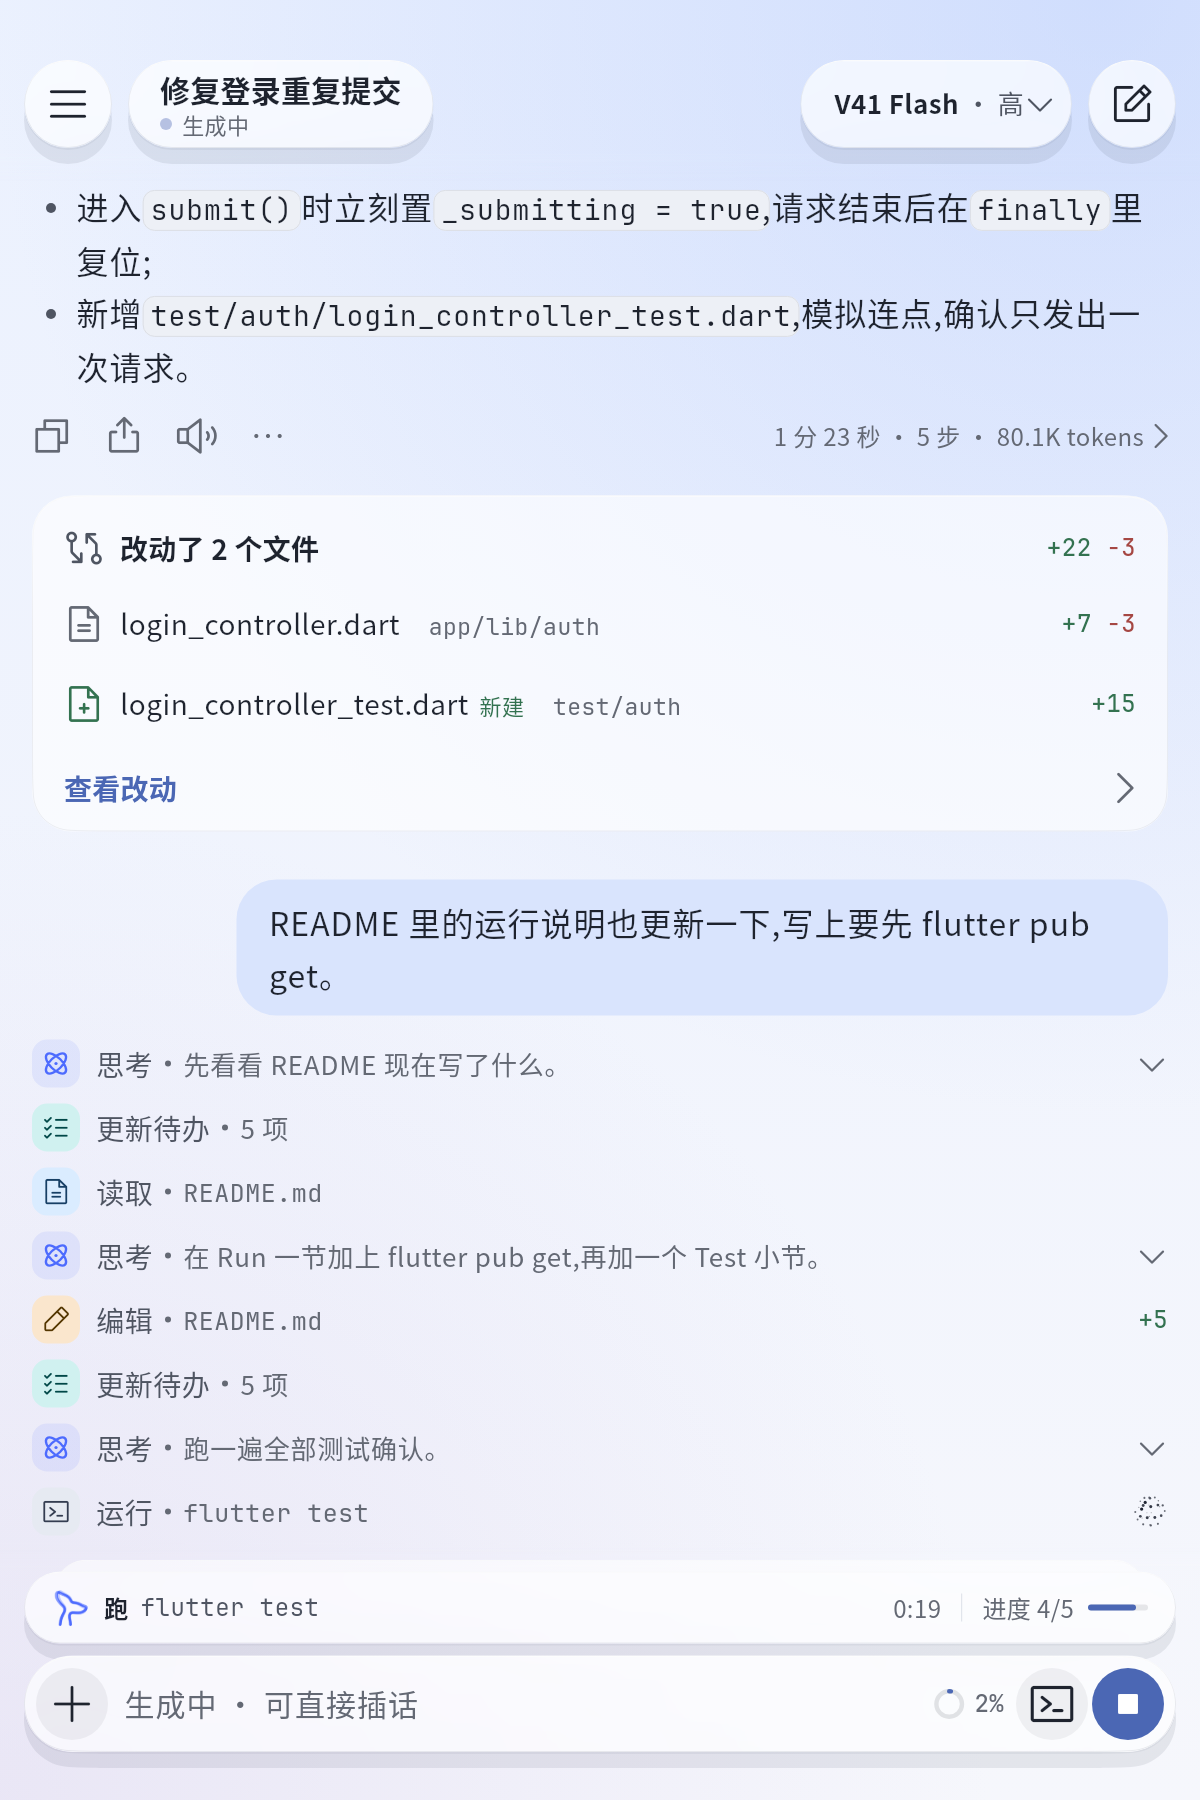 修复登录重复提交
生成中
V41 Flash · 高
• 进入 submit() 时立刻置 _submitting = true,请求结束后在 finally 里
复位;
• 新增 test/auth/login_controller_test.dart,模拟连点,确认只发出一
次请求。
1 分 23 秒 · 5 步 · 80.1K tokens
改动了 2 个文件 +22 -3
login_controller.dart app/lib/auth +7 -3
login_controller_test.dart 新建 test/auth +15
查看改动
README 里的运行说明也更新一下,写上要先 flutter pub
get。
思考 · 先看看 README 现在写了什么。
更新待办 · 5 项
读取 · README.md
思考 · 在 Run 一节加上 flutter pub get,再加一个 Test 小节。
编辑 · README.md +5
更新待办 · 5 项
思考 · 跑一遍全部测试确认。
运行 · flutter test
跑 flutter test 0:19 进度 4/5
生成中 · 可直接插话 2%